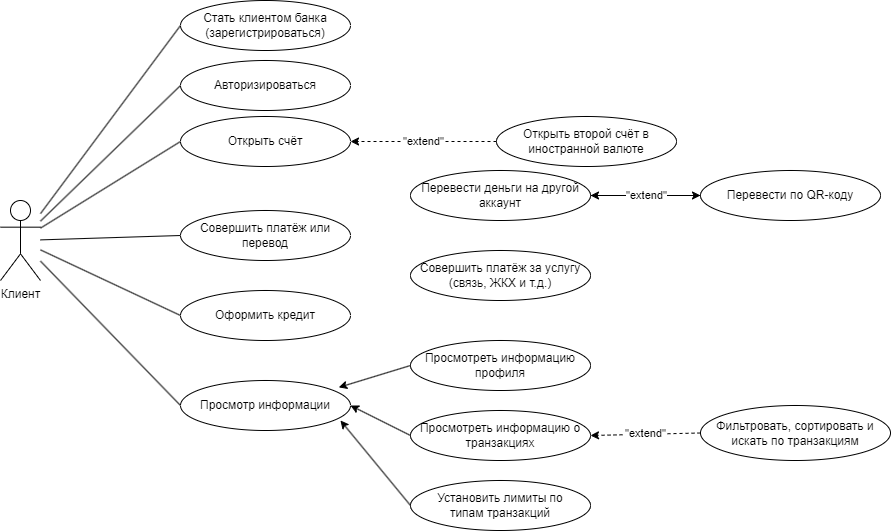 Стать клиентом банка
(зарегистрироваться)
Авторизироваться
Открыть счёт
"extend"
Открыть второй счёт в
иностранной валюте
Перевести деньги на другой
аккаунт
"extend"
Перевести по QR-коду
Совершить платёж или
перевод
Совершить платёж за услугу
(связь, ЖКХ и т.д.)
Клиент
Оформить кредит
Просмотреть информацию
профиля
Просмотр информации
Просмотреть информацию о
транзакциях
"extend"
Фильтровать, сортировать и
искать по транзакциям
Установить лимиты по
типам транзакций